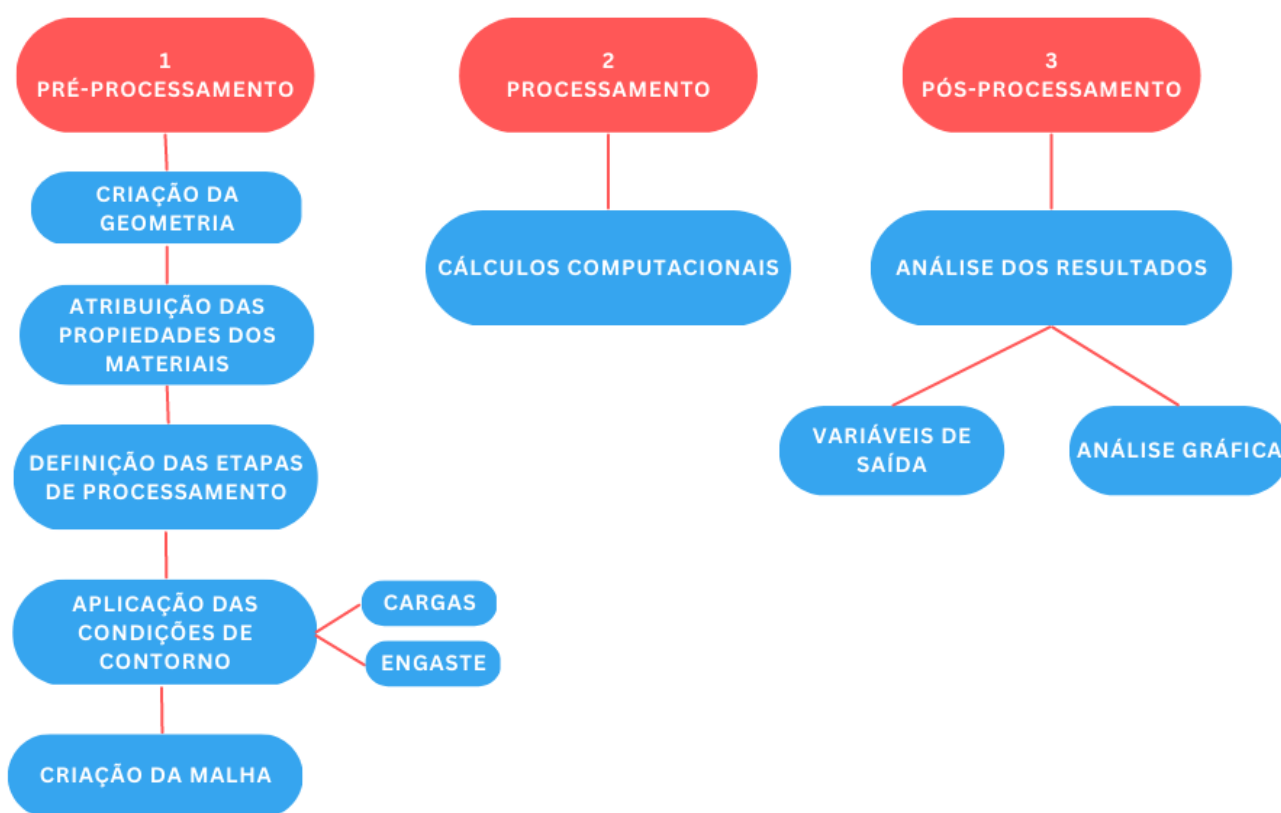 1
PRÉ-PROCESSAMENTO
CRIAÇÃO DA
GEOMETRIA
ATRIBUIÇÃO DAS
PROPIEDADES DOS
MATERIAIS
DEFINIÇÃO DAS ETAPAS
DE PROCESSAMENTO
APLICAÇÃO DAS
CONDIÇÕES DE
CONTORNO
CARGAS
ENGASTE
CRIAÇÃO DA MALHA
2
PROCESSAMENTO
CÁLCULOS COMPUTACIONAIS
3
PÓS-PROCESSAMENTO
ANÁLISE DOS RESULTADOS
VARIÁVEIS DE
SAÍDA
ANÁLISE GRÁFICA